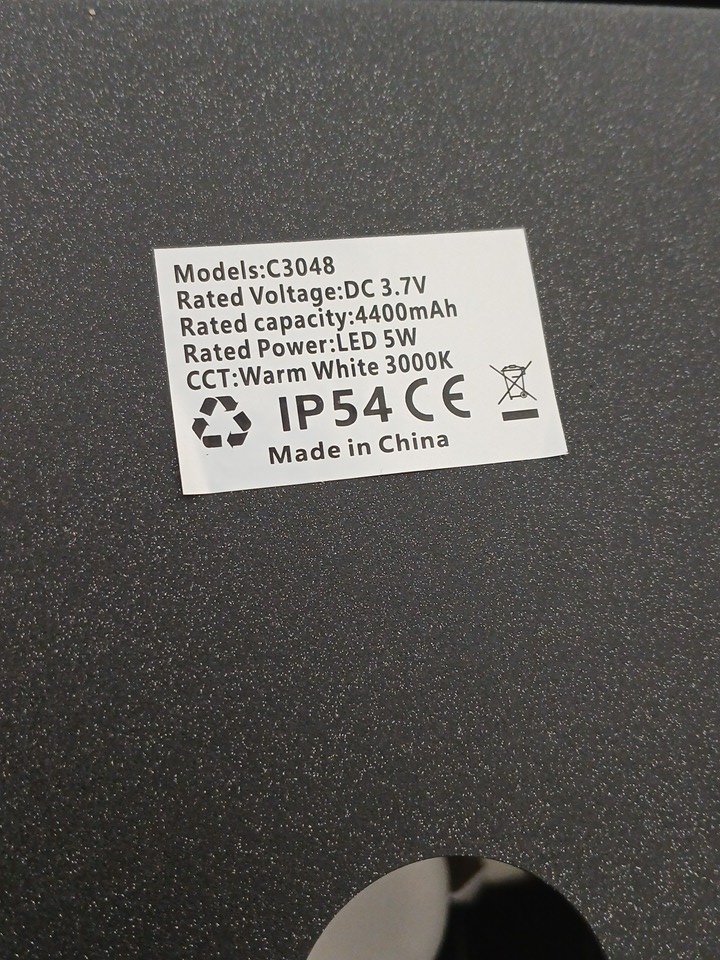 Models:C3048
Rated Voltage:DC 3.7V
Rated capacity:4400mAh
Rated Power:LED 5W
CCT:Warm White 3000K
IP54 CE
Made in China